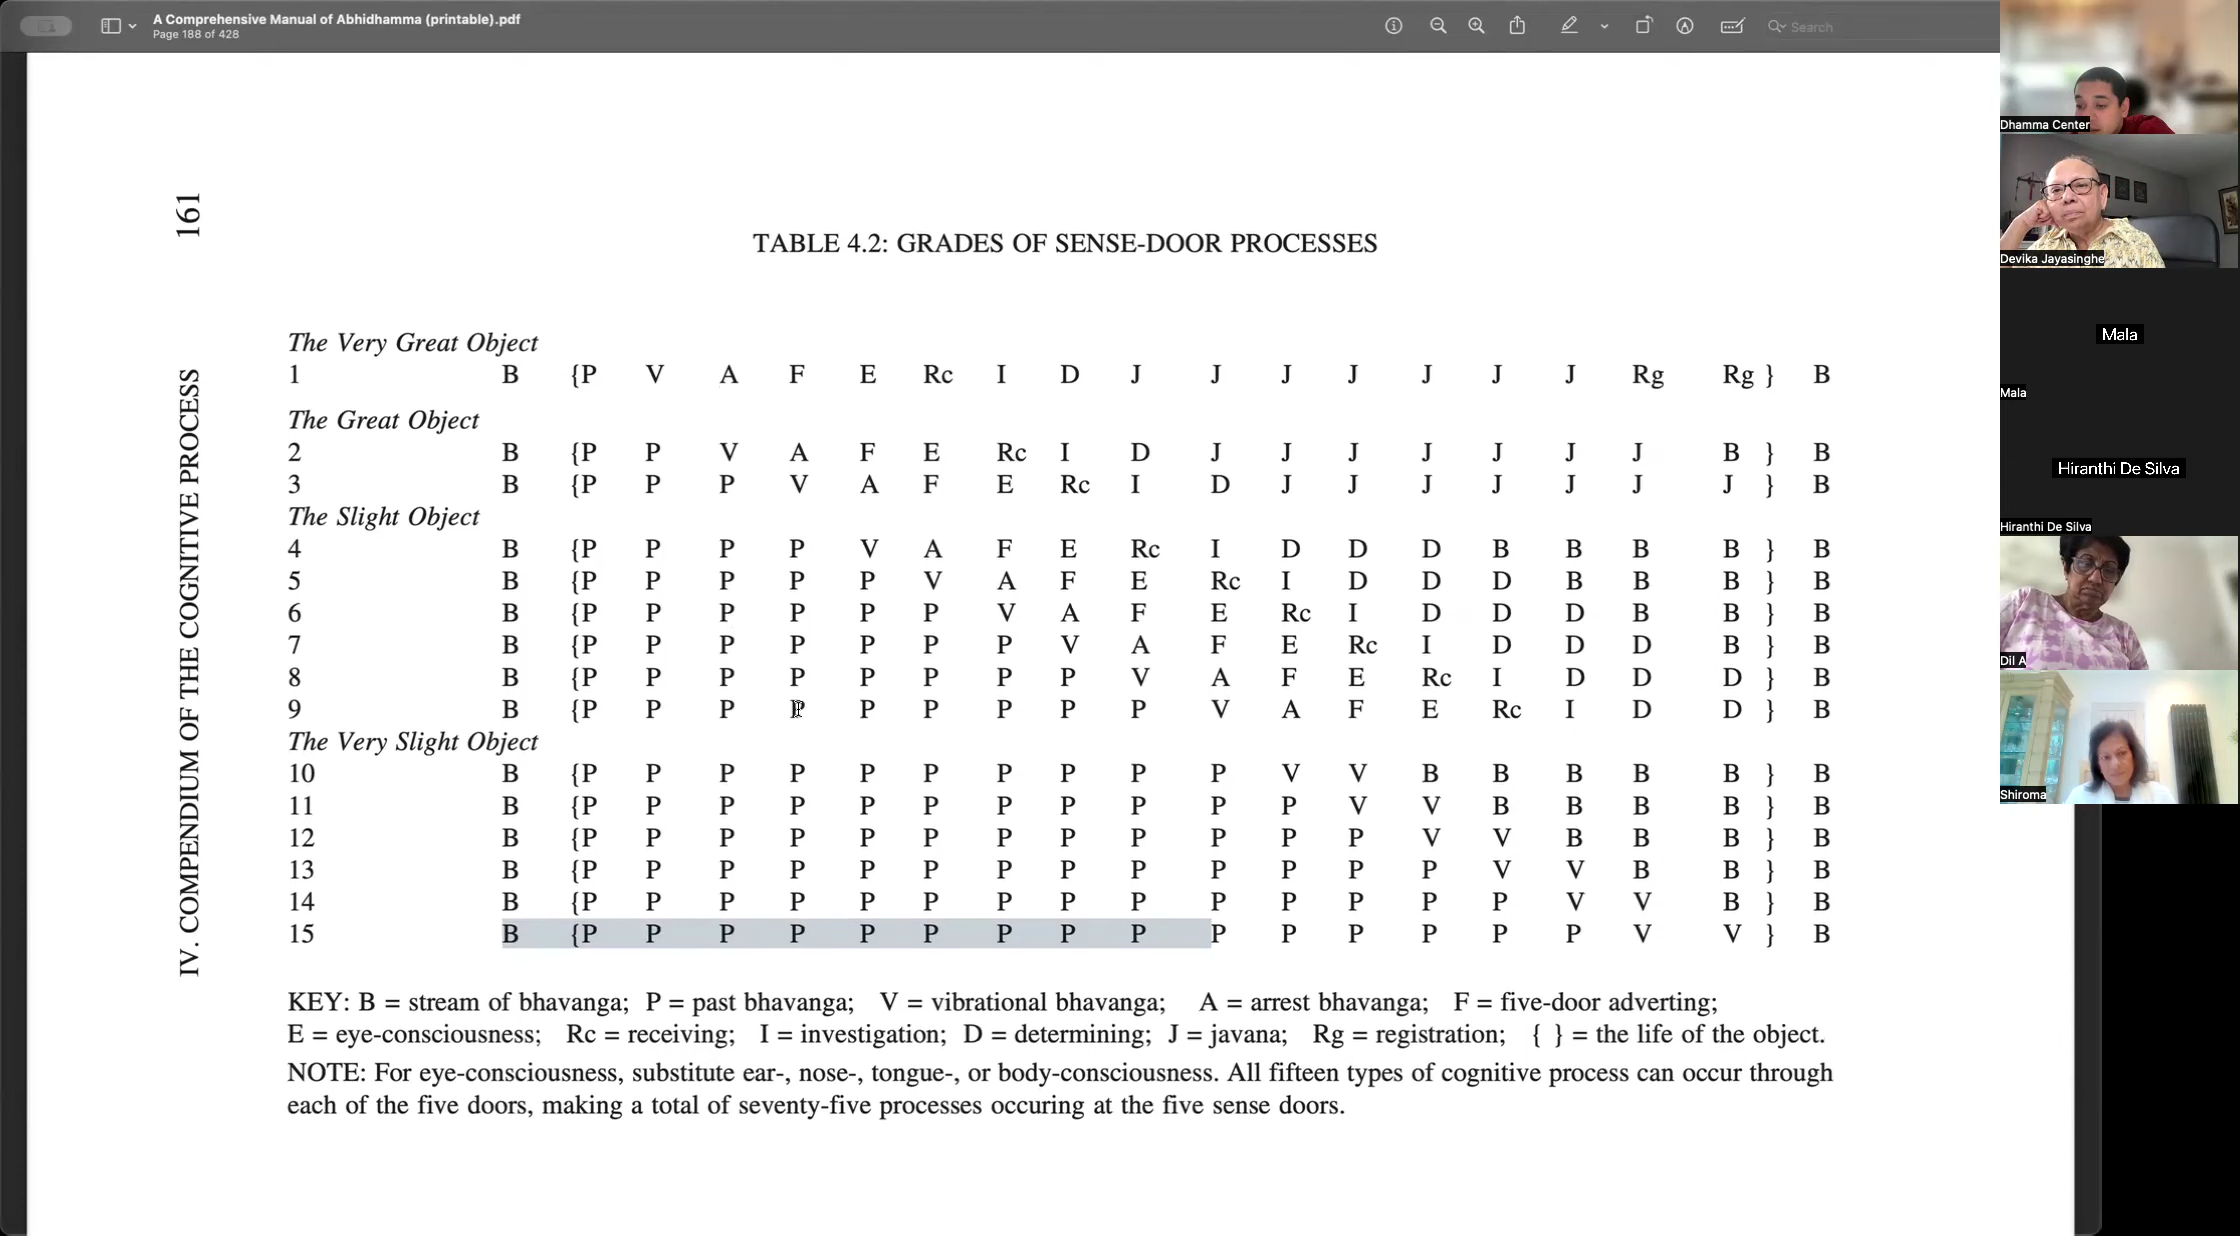 A Comprehensive Manual of Abhidhamma (printable).pdf
Page 188 of 428
Search
161
IV. COMPENDIUM OF THE COGNITIVE PROCESS
TABLE 4.2: GRADES OF SENSE-DOOR PROCESSES
The Very Great Object
1 B {P V A F E Rc I D J J J J J J J Rg Rg } B
The Great Object
2 B {P P V A F E Rc I D J J J J J J J B } B
3 B {P P P V A F E Rc I D J J J J J J J } B
The Slight Object
4 B {P P P P V A F E Rc I D D D B B B B } B
5 B {P P P P P V A F E Rc I D D D B B B } B
6 B {P P P P P P V A F E Rc I D D D B B } B
7 B {P P P P P P P V A F E Rc I D D D B } B
8 B {P P P P P P P P V A F E Rc I D D D } B
9 B {P P P P P P P P P V A F E Rc I D D } B
The Very Slight Object
10 B {P P P P P P P P P P V V B B B B B } B
11 B {P P P P P P P P P P P V V B B B B } B
12 B {P P P P P P P P P P P P V V B B B } B
13 B {P P P P P P P P P P P P P V V B B } B
14 B {P P P P P P P P P P P P P P V V B } B
15 B {P P P P P P P P P P P P P P P V V } B
KEY: B = stream of bhavanga; P = past bhavanga; V = vibrational bhavanga; A = arrest bhavanga; F = five-door adverting;
E = eye-consciousness; Rc = receiving; I = investigation; D = determining; J = javana; Rg = registration; { } = the life of the object.
NOTE: For eye-consciousness, substitute ear-, nose-, tongue-, or body-consciousness. All fifteen types of cognitive process can occur through
each of the five doors, making a total of seventy-five processes occuring at the five sense doors.
Dhamma Center
Devika Jayasinghe
Mala
Mala
Hiranthi De Silva
Hiranthi De Silva
Dil A
Shiroma